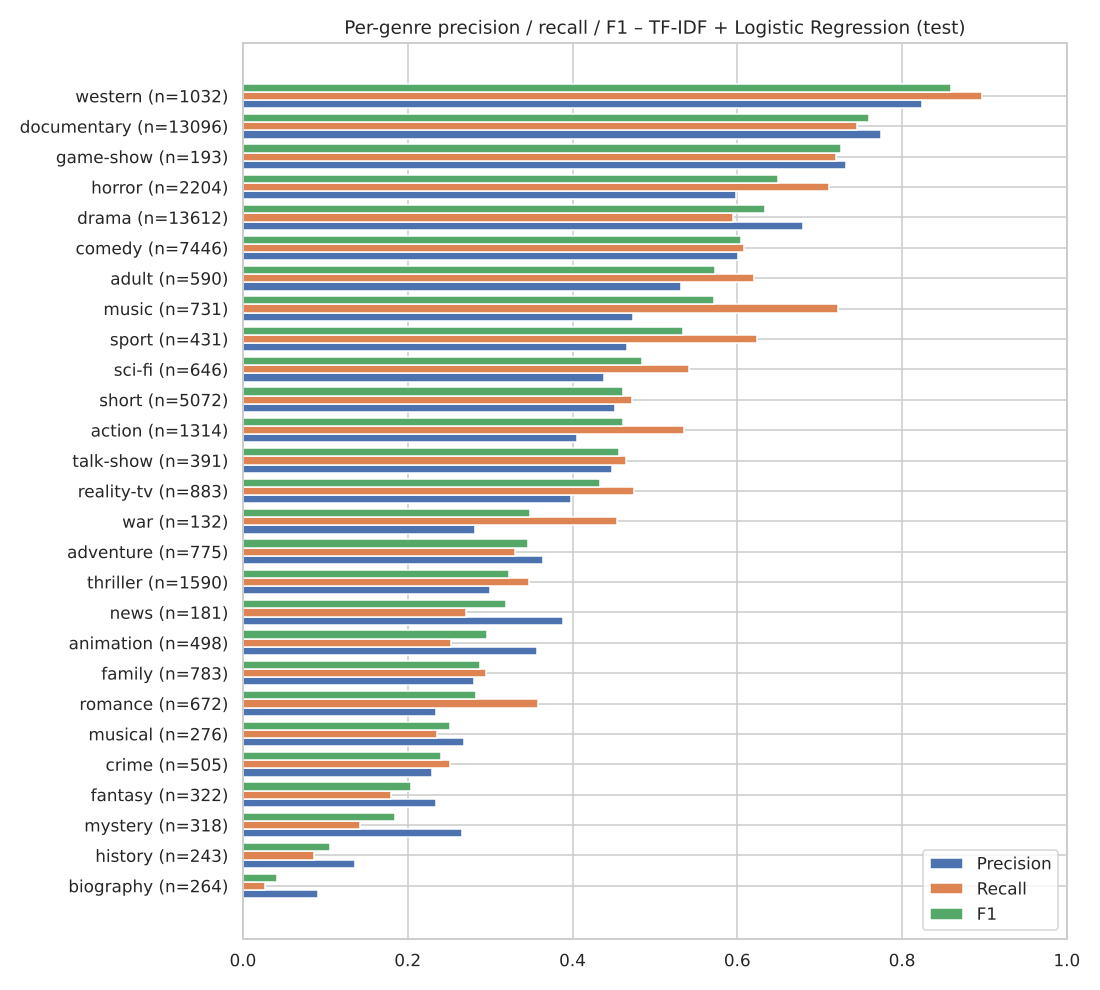 Per-genre precision / recall / F1 – TF-IDF + Logistic Regression (test)
western (n=1032)
documentary (n=13096)
game-show (n=193)
horror (n=2204)
drama (n=13612)
comedy (n=7446)
adult (n=590)
music (n=731)
sport (n=431)
sci-fi (n=646)
short (n=5072)
action (n=1314)
talk-show (n=391)
reality-tv (n=883)
war (n=132)
adventure (n=775)
thriller (n=1590)
news (n=181)
animation (n=498)
family (n=783)
romance (n=672)
musical (n=276)
crime (n=505)
fantasy (n=322)
mystery (n=318)
history (n=243)
biography (n=264)
Precision
Recall
F1
0.0 0.2 0.4 0.6 0.8 1.0